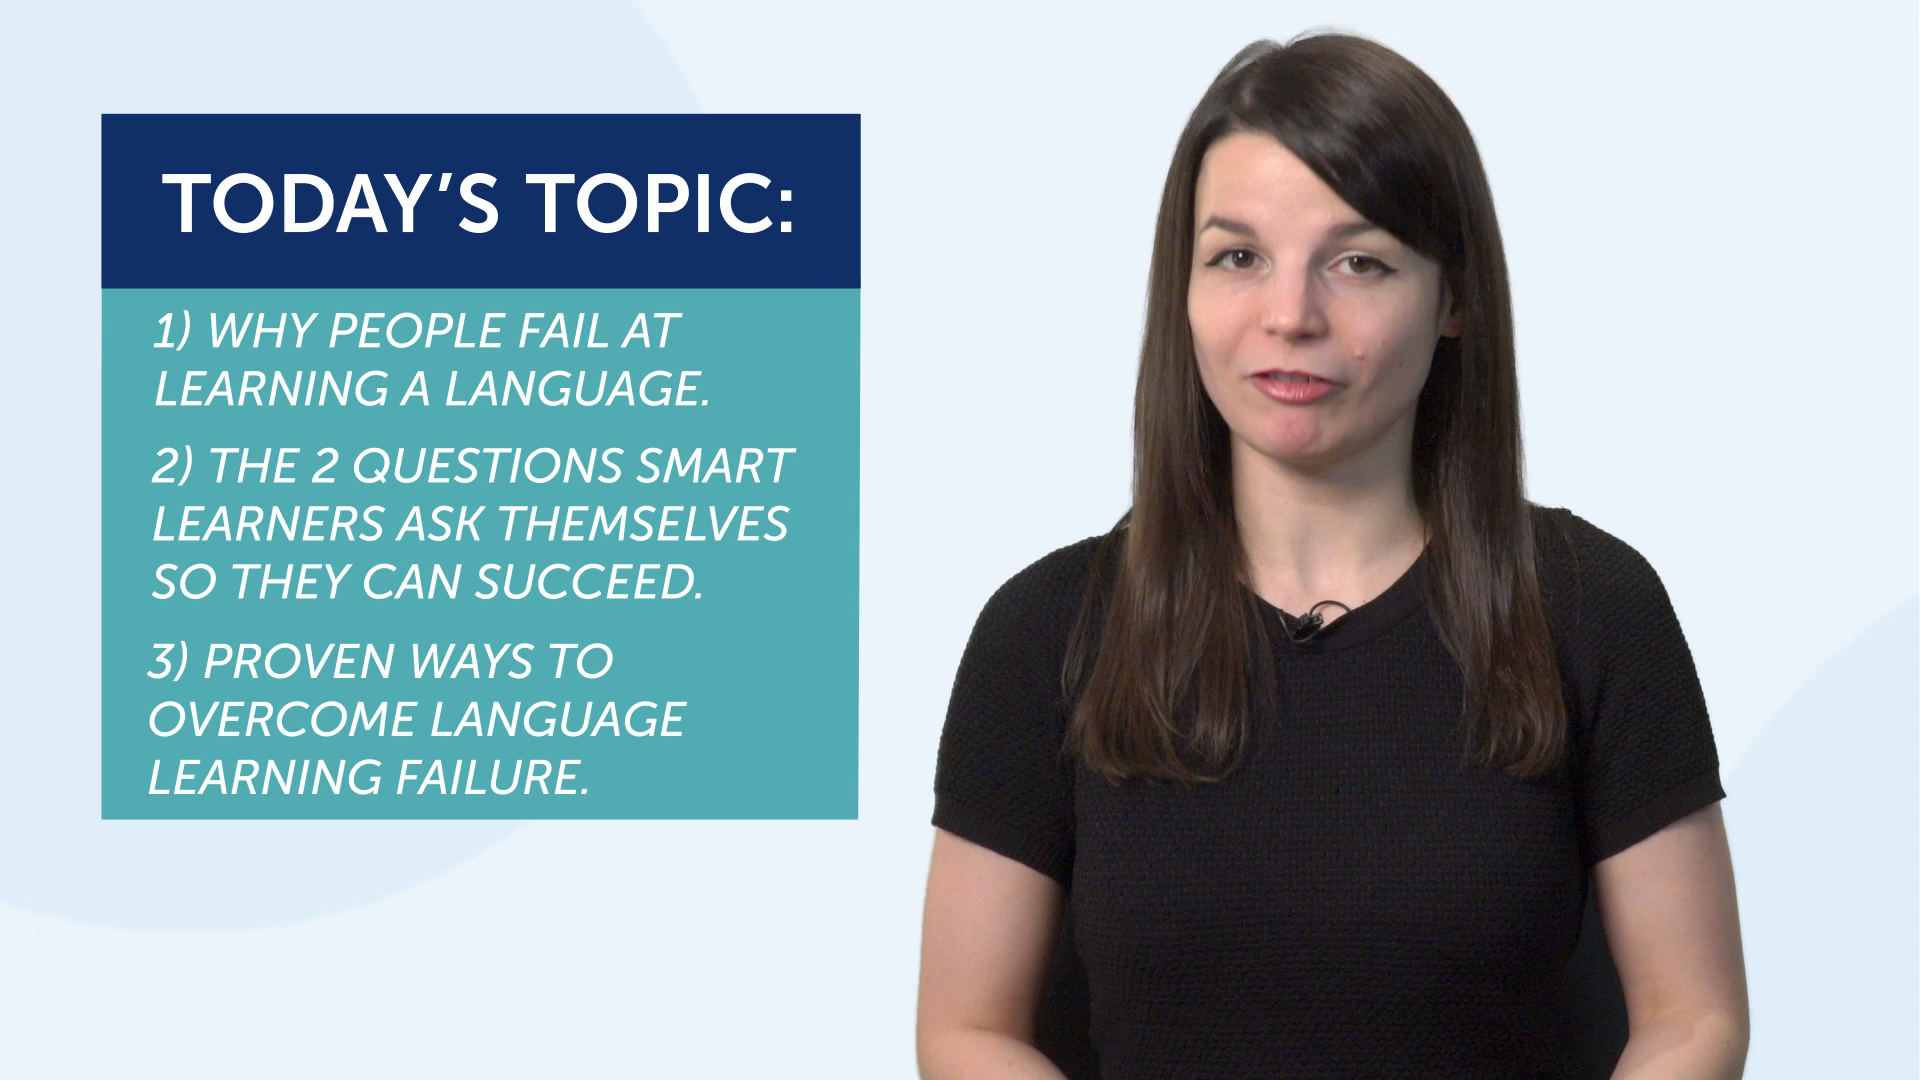 TODAY'S TOPIC:
1) WHY PEOPLE FAIL AT
LEARNING A LANGUAGE.
2) THE 2 QUESTIONS SMART
LEARNERS ASK THEMSELVES
SO THEY CAN SUCCEED.
3) PROVEN WAYS TO
OVERCOME LANGUAGE
LEARNING FAILURE.